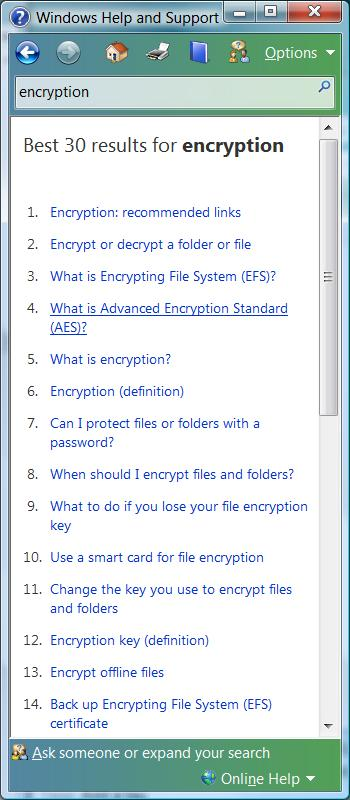 Windows Help and Support
Options
encryption
Best 30 results for encryption
1. Encryption: recommended links
2. Encrypt or decrypt a folder or file
3. What is Encrypting File System (EFS)?
4. What is Advanced Encryption Standard
(AES)?
5. What is encryption?
6. Encryption (definition)
7. Can I protect files or folders with a
password?
8. When should I encrypt files and folders?
9. What to do if you lose your file encryption
key
10. Use a smart card for file encryption
11. Change the key you use to encrypt files
and folders
12. Encryption key (definition)
13. Encrypt offline files
14. Back up Encrypting File System (EFS)
certificate
Ask someone or expand your search
Online Help